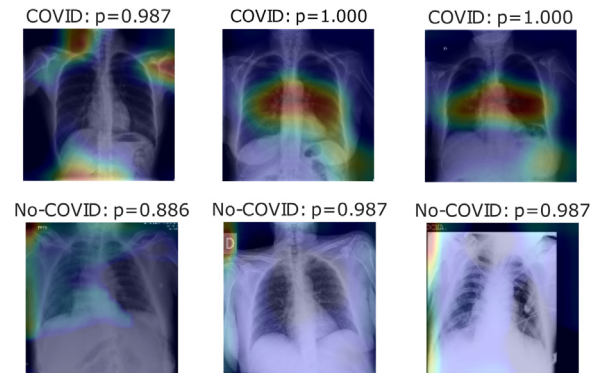 COVID: p=0.987
COVID: p=1.000
COVID: p=1.000
No-COVID: p=0.886
No-COVID: p=0.987
No-COVID: p=0.987
D